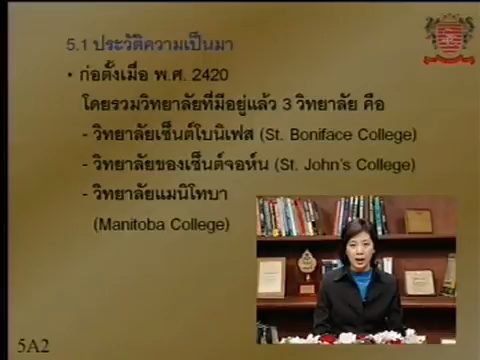 5.1 ประวัติความเป็นมา
• ก่อตั้งเมื่อ พ.ศ. 2420
โดยรวมวิทยาลัยที่มีอยู่แล้ว 3 วิทยาลัย คือ
- วิทยาลัยเซ็นต์โบนิเฟส (St. Boniface College)
- วิทยาลัยของเซ็นต์จอห์น (St. John's College)
- วิทยาลัยแมนิโทบา
(Manitoba College)
5A2